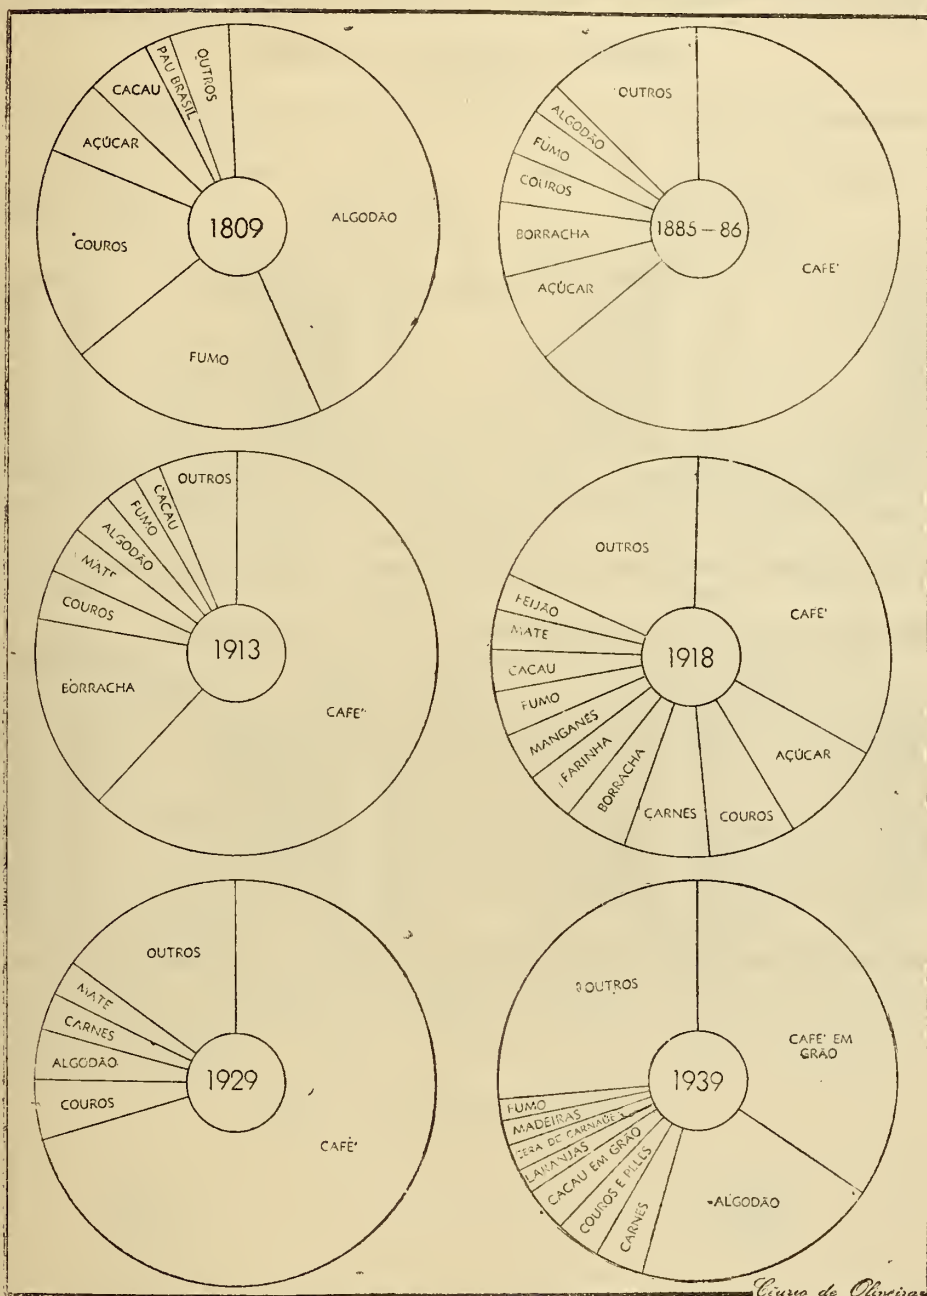 1809
ALGODÃO
FUMO
COUROS
AÇÚCAR
CACAU
PAU BRASIL
OUTROS
1885-86
CAFE'
AÇÚCAR
BORRACHA
COUROS
FUMO
ALGODÃO
OUTROS
1913
CAFE'
BORRACHA
COUROS
MATE
ALGODÃO
FUMO
CACAU
OUTROS
1918
CAFE'
AÇÚCAR
COUROS
CARNES
BORRACHA
FARINHA
MANGANÉS
FUMO
CACAU
MATE
FEIJÃO
OUTROS
1929
CAFE'
COUROS
ALGODÃO
CARNES
MATE
OUTROS
1939
CAFE' EM
GRÃO
ALGODÃO
CARNES
COUROS E PELES
CACAU EM GRÃO
LARANJAS
CERA DE
MADEIRAS
FUMO
OUTROS
de Oliveira